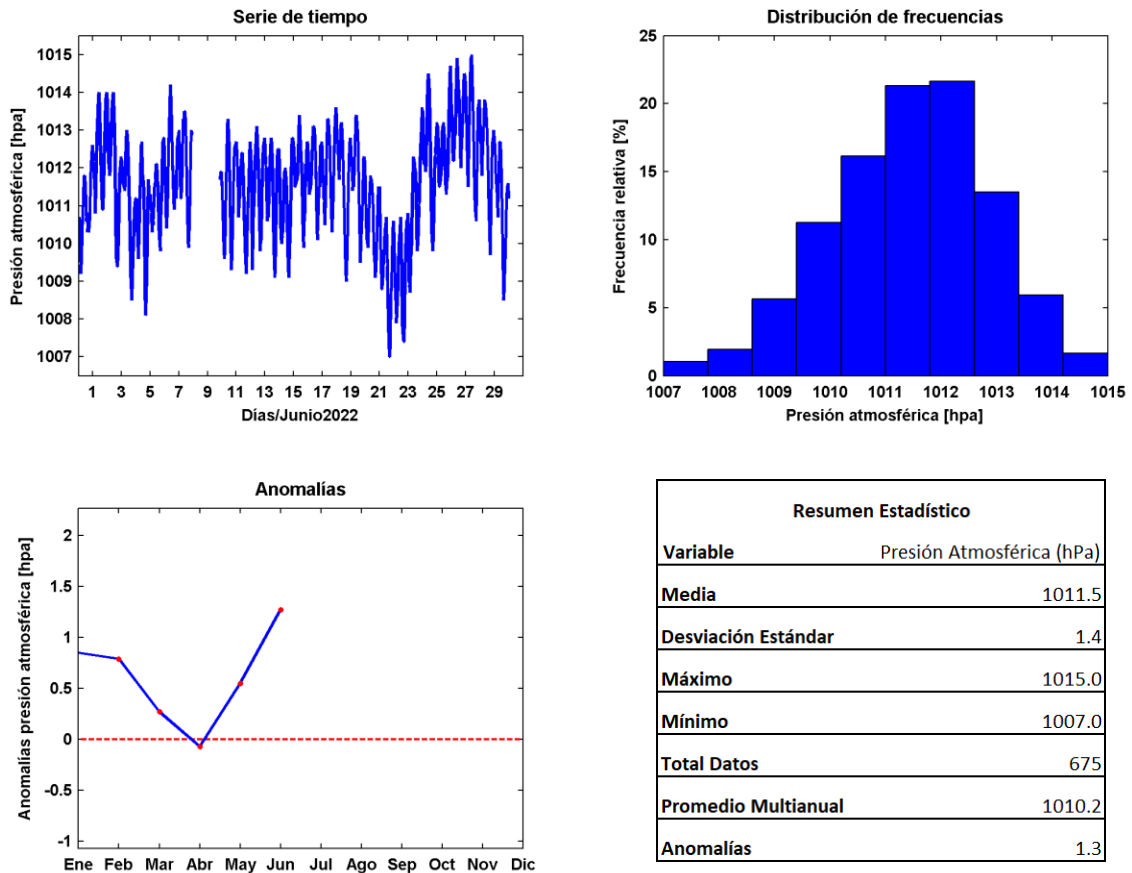 Serie de tiempo
Presión atmosférica [hpa]
1015
1014
1013
1012
1011
1010
1009
1008
1007
1 3 5 7 9 11 13 15 17 19 21 23 25 27 29
Días/Junio2022
Distribución de frecuencias
Frecuencia relativa [%]
25
20
15
10
5
0
1007 1008 1009 1010 1011 1012 1013 1014 1015
Presión atmosférica [hpa]
Anomalías
Anomalías presión atmosférica [hpa]
2
1.5
1
0.5
0
-0.5
-1
Ene Feb Mar Abr May Jun Jul Ago Sep Oct Nov Dic
Resumen Estadístico
Variable Presión Atmosférica (hPa)
Media 1011.5
Desviación Estándar 1.4
Máximo 1015.0
Mínimo 1007.0
Total Datos 675
Promedio Multianual 1010.2
Anomalías 1.3